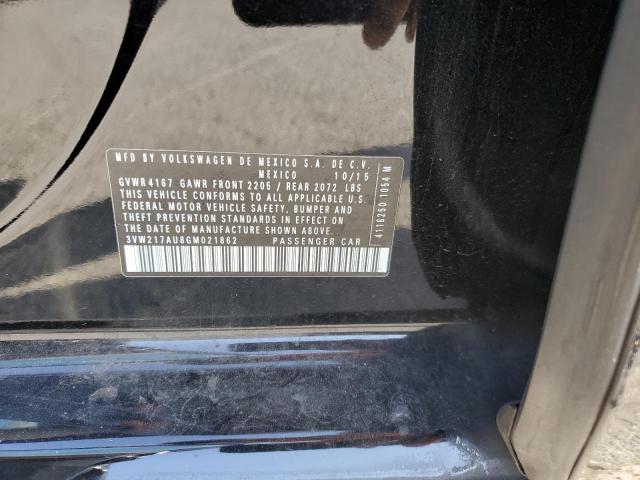 MFD BY VOLKSWAGEN DE MEXICO S.A. DE C.V.
MEXICO 10/15
GVWR4167 GAWR FRONT 2205 / REAR 2072 LBS
THIS VEHICLE CONFORMS TO ALL APPLICABLE U.S.
FEDERAL MOTOR VEHICLE SAFETY, BUMPER AND
THEFT PREVENTION STANDARDS IN EFFECT ON
THE DATE OF MANUFACTURE SHOWN ABOVE.
3VW217AU8GM021862 PASSENGER CAR
4116250 1054 M